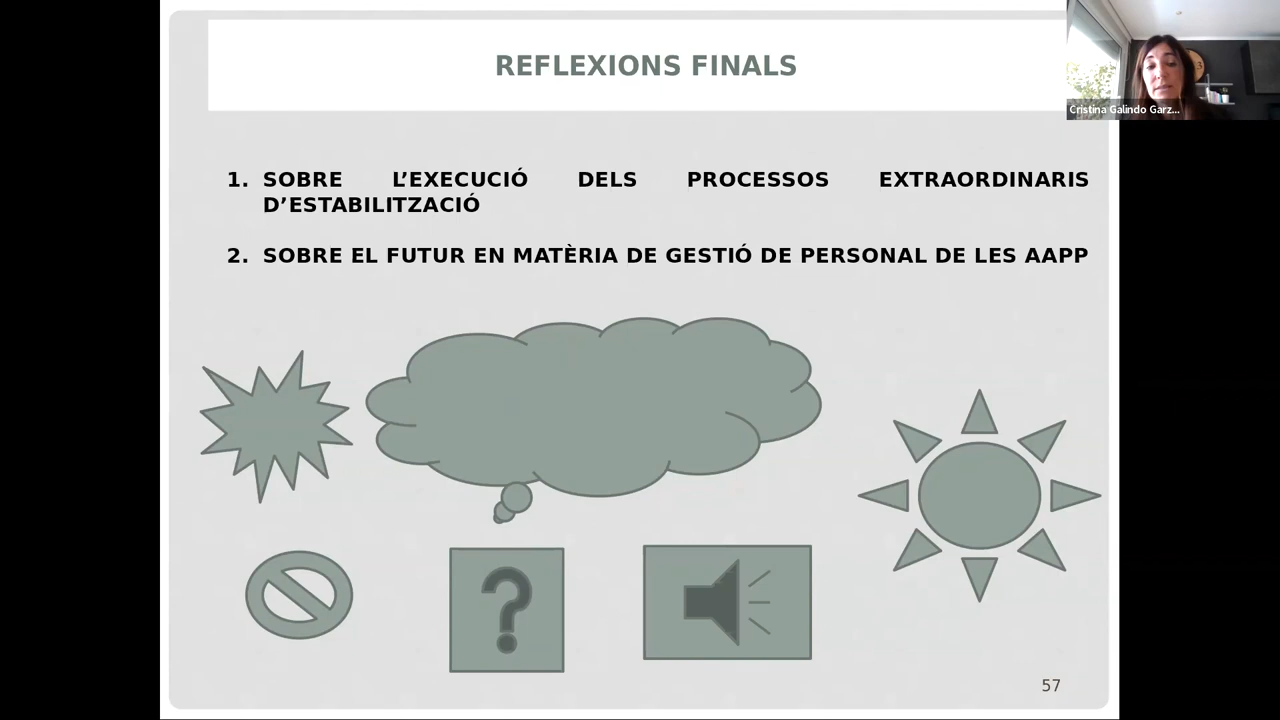 REFLEXIONS FINALS
Cristina Galindo Garz...
1. SOBRE L’EXECUCIÓ DELS PROCESSOS EXTRAORDINARIS
D’ESTABILITZACIÓ
2. SOBRE EL FUTUR EN MATÈRIA DE GESTIÓ DE PERSONAL DE LES AAPP
?
57